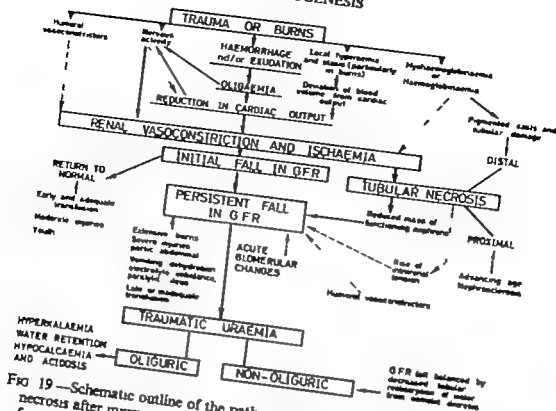 GENESIS
TRAUMA OR BURNS
Humoral
vasoconstrictors
Nervous
activity
HAEMORRHAGE
nd/or EXUDATION
Local Hyperaemia
and stasis (particularly
in burns)
Myohaemoglobinaemia
or
Haemoglobinaemia
OLIGAEMIA
Deviation of blood
volume from cardiac
output
REDUCTION IN CARDIAC OUTPUT
Pigmented casts and
tubular damage
RENAL VASOCONSTRICTION AND ISCHAEMIA
DISTAL
RETURN TO
NORMAL
INITIAL FALL IN GFR
TUBULAR NECROSIS
Early and adequate
transfusion
Moderate injuries
Youth
PERSISTENT FALL
IN GFR
Reduced mass of
functioning nephrons
PROXIMAL
Extensive burns
Severe injuries
abdominal
Vomiting dehydration
electrolyte imbalance,
paralytic ileus
Late or inadequate
transfusion
ACUTE
GLOMERULAR
CHANGES
Rise of
intrarenal
tension
Advancing age
Nephrosclerosis
Humoral vasoconstrictors
TRAUMATIC URAEMIA
HYPERKALAEMIA
WATER RETENTION
HYPOCALCAEMIA
AND ACIDOSIS
OLIGURIC
NON-OLIGURIC
GFR fall balanced by
decreased tubular
reabsorption of water
from
FIG 19—Schematic outline of the path
necrosis after